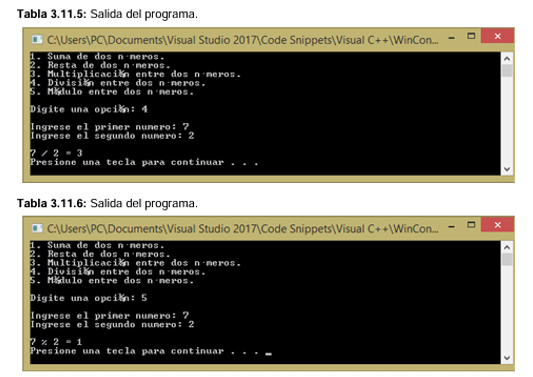 Tabla 3.11.5: Salida del programa.
C:\Users\PC\Documents\Visual Studio 2017\Code Snippets\Visual C++\WinCon...
1. Suma de dos n·meros.
2. Resta de dos n·meros.
3. Multiplicaci¾n entre dos n·meros.
4. Divisi¾n entre dos n·meros.
5. M¾dulo entre dos n·meros.
Digite una opci¾n: 4
Ingrese el primer numero: 7
Ingrese el segundo numero: 2
7 / 2 = 3
Presione una tecla para continuar . . .
Tabla 3.11.6: Salida del programa.
C:\Users\PC\Documents\Visual Studio 2017\Code Snippets\Visual C++\WinCon...
1. Suma de dos n·meros.
2. Resta de dos n·meros.
3. Multiplicaci¾n entre dos n·meros.
4. Divisi¾n entre dos n·meros.
5. M¾dulo entre dos n·meros.
Digite una opci¾n: 5
Ingrese el primer numero: 7
Ingrese el segundo numero: 2
7 % 2 = 1
Presione una tecla para continuar . . . _